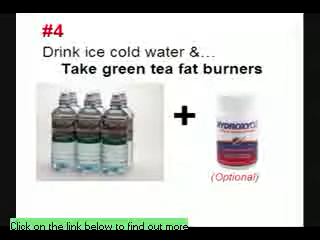 #4
Drink ice cold water &...
Take green tea fat burners
+
HYDROXYCUT
(Optional)
Click on the link below to find out more